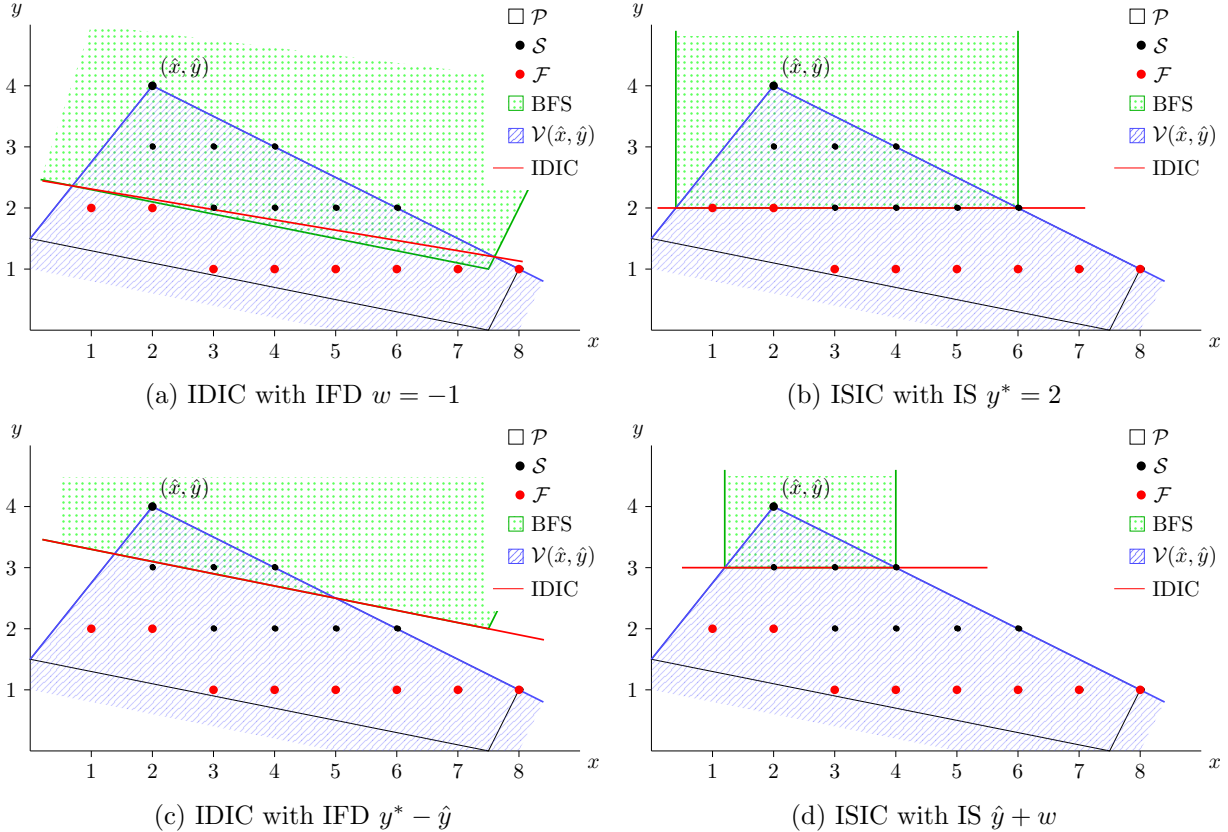 y
5
P
S
F
BFS
V(x̂, ŷ)
IDIC
(x̂, ŷ)
4
3
2
1
1 2 3 4 5 6 7 8 x
(a) IDIC with IFD w = −1
y
P
S
F
BFS
V(x̂, ŷ)
IDIC
(x̂, ŷ)
4
3
2
1
1 2 3 4 5 6 7 8 x
(b) ISIC with IS y* = 2
y
P
S
F
BFS
V(x̂, ŷ)
IDIC
(x̂, ŷ)
4
3
2
1
1 2 3 4 5 6 7 8 x
(c) IDIC with IFD y* − ŷ
y
P
S
F
BFS
V(x̂, ŷ)
IDIC
(x̂, ŷ)
4
3
2
1
1 2 3 4 5 6 7 8 x
(d) ISIC with IS ŷ + w